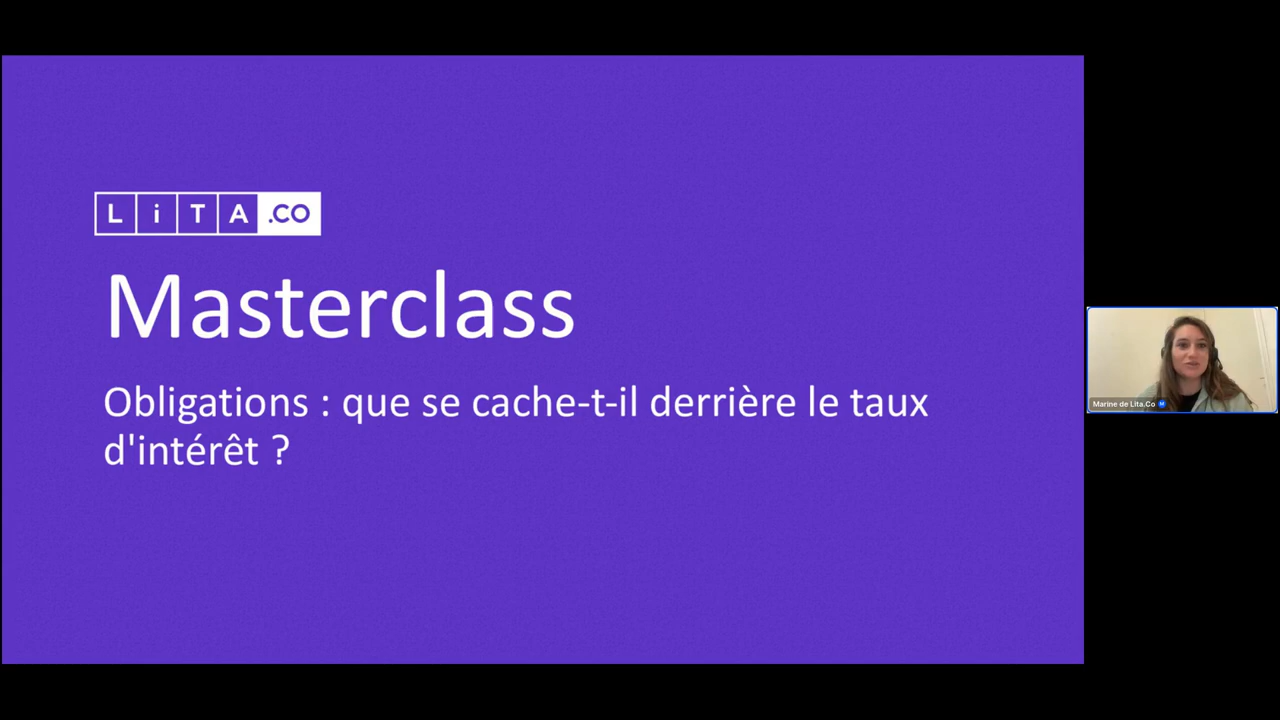 LiTA.CO
Masterclass
Obligations : que se cache-t-il derrière le taux
d'intérêt ?
Marine de Lita.Co